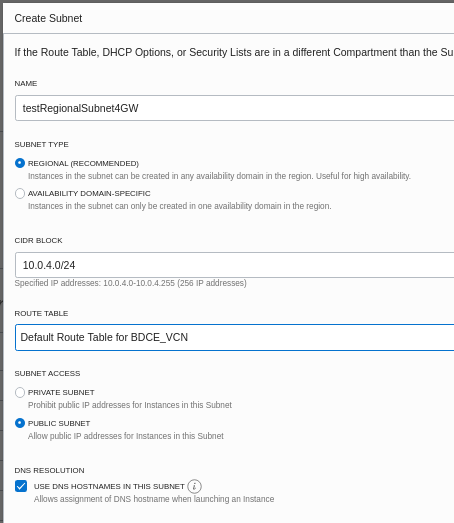 Create Subnet
If the Route Table, DHCP Options, or Security Lists are in a different Compartment than the Su
NAME
testRegionalSubnet4GW
SUBNET TYPE
REGIONAL (RECOMMENDED)
Instances in the subnet can be created in any availability domain in the region. Useful for high availability.
AVAILABILITY DOMAIN-SPECIFIC
Instances in the subnet can only be created in one availability domain in the region.
CIDR BLOCK
10.0.4.0/24
Specified IP addresses: 10.0.4.0-10.0.4.255 (256 IP addresses)
ROUTE TABLE
Default Route Table for BDCE_VCN
SUBNET ACCESS
PRIVATE SUBNET
Prohibit public IP addresses for Instances in this Subnet
PUBLIC SUBNET
Allow public IP addresses for Instances in this Subnet
DNS RESOLUTION
USE DNS HOSTNAMES IN THIS SUBNET i
Allows assignment of DNS hostname when launching an Instance